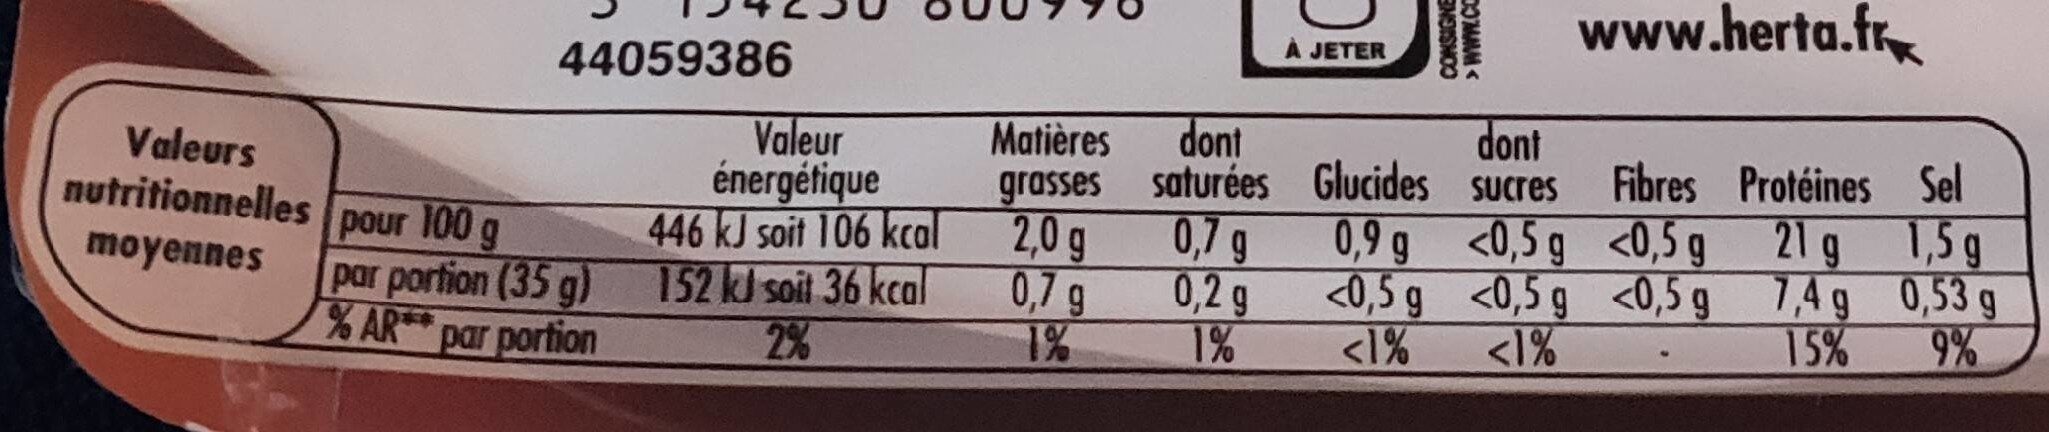 44059386
À JETER
CONSIGNE
www.herta.fr
Valeurs nutritionnelles moyennes
Valeur énergétique Matières grasses dont saturées Glucides dont sucres Fibres Protéines Sel
pour 100 g 446 kJ soit 106 kcal 2,0 g 0,7 g 0,9 g <0,5 g <0,5 g 21 g 1,5 g
par portion (35 g) 152 kJ soit 36 kcal 0,7 g 0,2 g <0,5 g <0,5 g <0,5 g 7,4 g 0,53 g
% AR** par portion 2% 1% 1% <1% <1% - 15% 9%